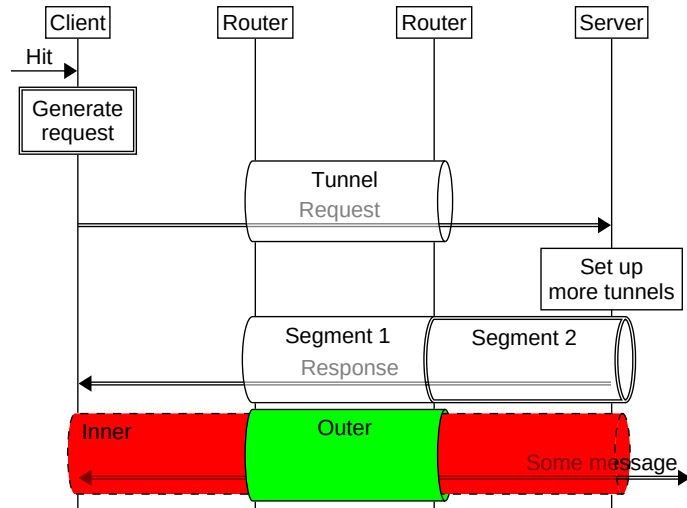 Client
Router
Router
Server
Hit
Generate
request
Tunnel
Request
Set up
more tunnels
Segment 1
Segment 2
Response
Inner
Outer
Some message